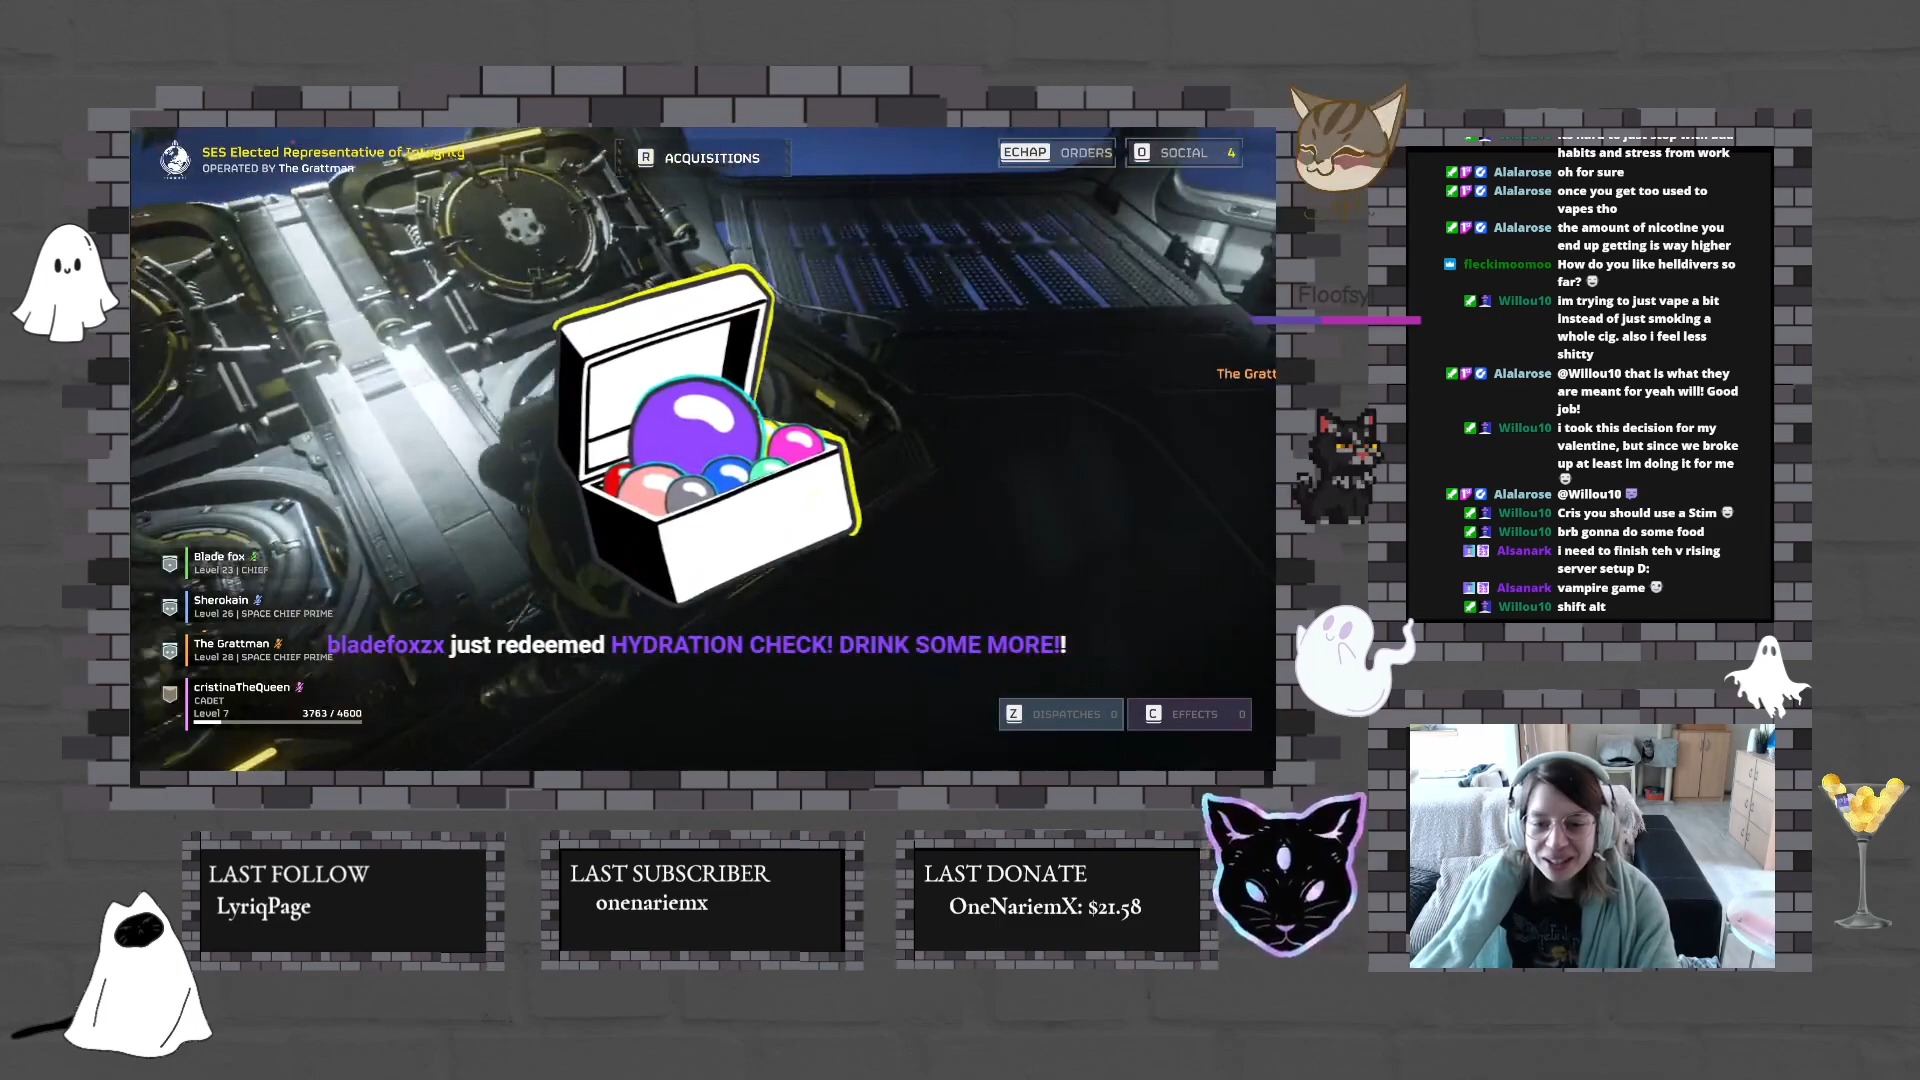 SES Elected Representative of Integrity
OPERATED BY The Grattman
R ACQUISITIONS
ECHAP ORDERS
O SOCIAL 4
The Gratt
Blade fox
Level 23 | CHIEF
Sherokain
Level 26 | SPACE CHIEF PRIME
The Grattman
Level 28 | SPACE CHIEF PRIME
cristinaTheQueen
CADET
Level 7 3763 / 4600
bladefoxzx just redeemed HYDRATION CHECK! DRINK SOME MORE!!
Z DISPATCHES 0
C EFFECTS 0
Floofsy
habits and stress from work
Alalarose oh for sure
Alalarose once you get too used to
vapes tho
Alalarose the amount of nicotine you
end up getting is way higher
fleckimoomoo How do you like helldivers so
far?
Willou10 im trying to just vape a bit
instead of just smoking a
whole cig. also i feel less
shitty
Alalarose @Willou10 that is what they
are meant for yeah will! Good
job!
Willou10 i took this decision for my
valentine, but since we broke
up at least im doing it for me
Alalarose @Willou10
Willou10 Cris you should use a Stim
Willou10 brb gonna do some food
Alsanark i need to finish teh v rising
server setup D:
Alsanark vampire game
Willou10 shift alt
LAST FOLLOW
LyriqPage
LAST SUBSCRIBER
onenariemx
LAST DONATE
OneNariemX: $21.58